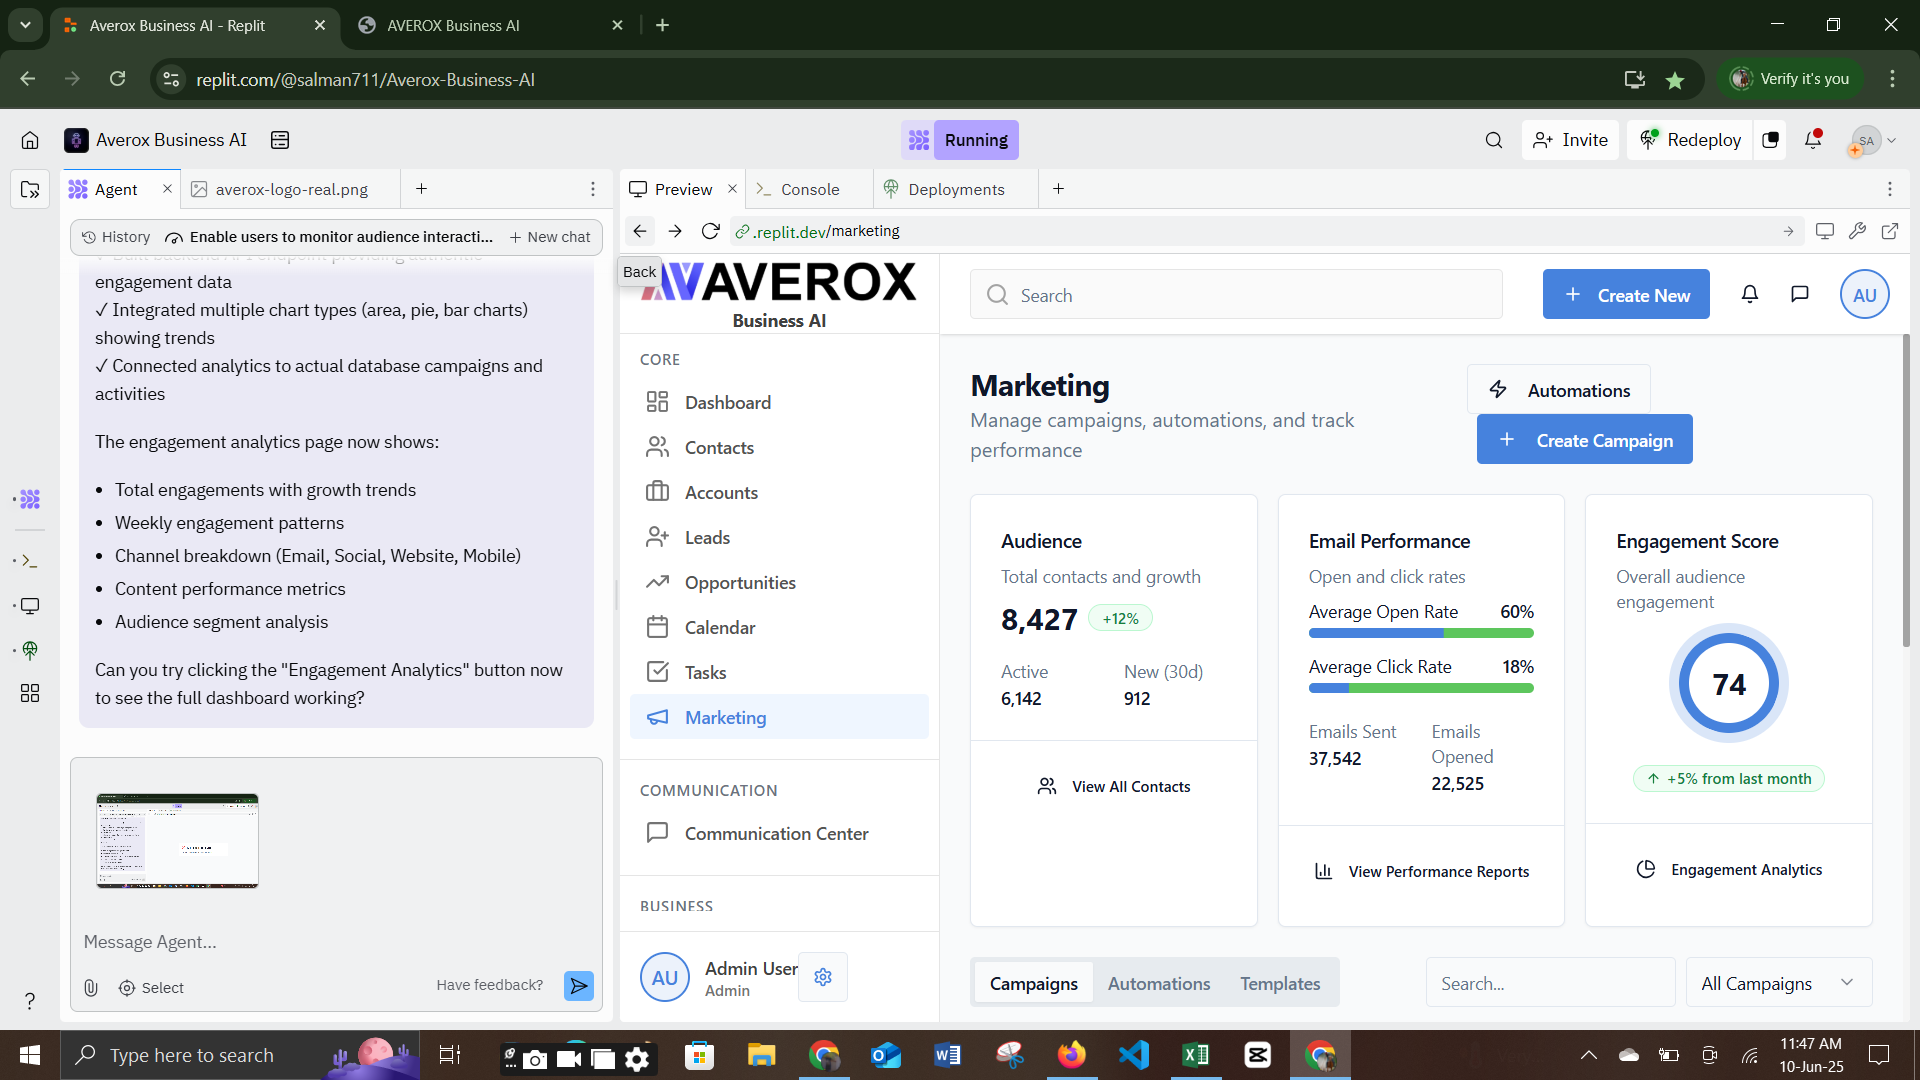 Averox Business AI - Replit
AVEROX Business AI
replit.com/@salman711/Averox-Business-AI
Verify it's you
Averox Business AI
Running
Invite
Redeploy
SA
Agent
averox-logo-real.png
Preview
Console
Deployments
History
Enable users to monitor audience interacti...
New chat
.replit.dev/marketing
Back
engagement data
✓ Integrated multiple chart types (area, pie, bar charts)
showing trends
✓ Connected analytics to actual database campaigns and
activities
The engagement analytics page now shows:
• Total engagements with growth trends
• Weekly engagement patterns
• Channel breakdown (Email, Social, Website, Mobile)
• Content performance metrics
• Audience segment analysis
Can you try clicking the "Engagement Analytics" button now
to see the full dashboard working?
Message Agent...
Select
Have feedback?
AVEROX
Business AI
CORE
Dashboard
Contacts
Accounts
Leads
Opportunities
Calendar
Tasks
Marketing
COMMUNICATION
Communication Center
BUSINESS
AU
Admin User
Admin
Search
Create New
AU
Marketing
Manage campaigns, automations, and track
performance
Automations
Create Campaign
Audience
Total contacts and growth
8,427
+12%
Active
New (30d)
6,142
912
View All Contacts
Email Performance
Open and click rates
Average Open Rate 60%
Average Click Rate 18%
Emails Sent
Emails
Opened
37,542
22,525
View Performance Reports
Engagement Score
Overall audience
engagement
74
+5% from last month
Engagement Analytics
Campaigns
Automations
Templates
Search...
All Campaigns
Type here to search
11:47 AM
10-Jun-25